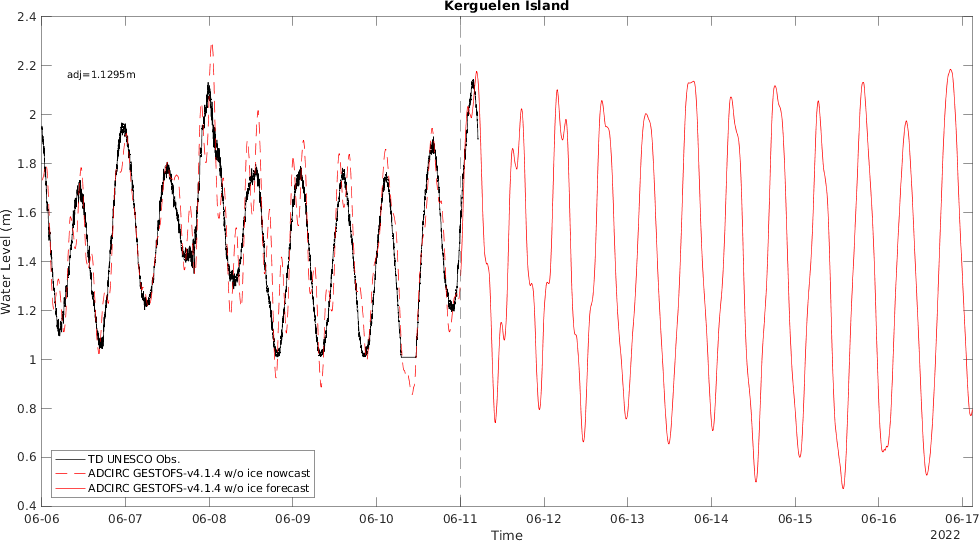 Kerguelen Island
2.4
2.2
2
1.8
1.6
1.4
1.2
1
0.8
0.6
0.4
Water Level (m)
adj=1.1295m
TD UNESCO Obs.
ADCIRC GESTOFS-v4.1.4 w/o ice nowcast
ADCIRC GESTOFS-v4.1.4 w/o ice forecast
06-06 06-07 06-08 06-09 06-10 06-11 06-12 06-13 06-14 06-15 06-16 06-17
Time
2022